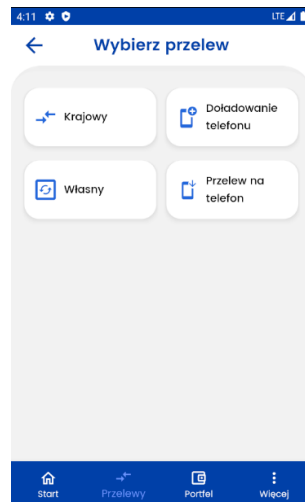 4:11 LTE
Wybierz przelew
Krajowy
Doładowanie
telefonu
Własny
Przelew na
telefon
Start Przelewy Portfel Więcej